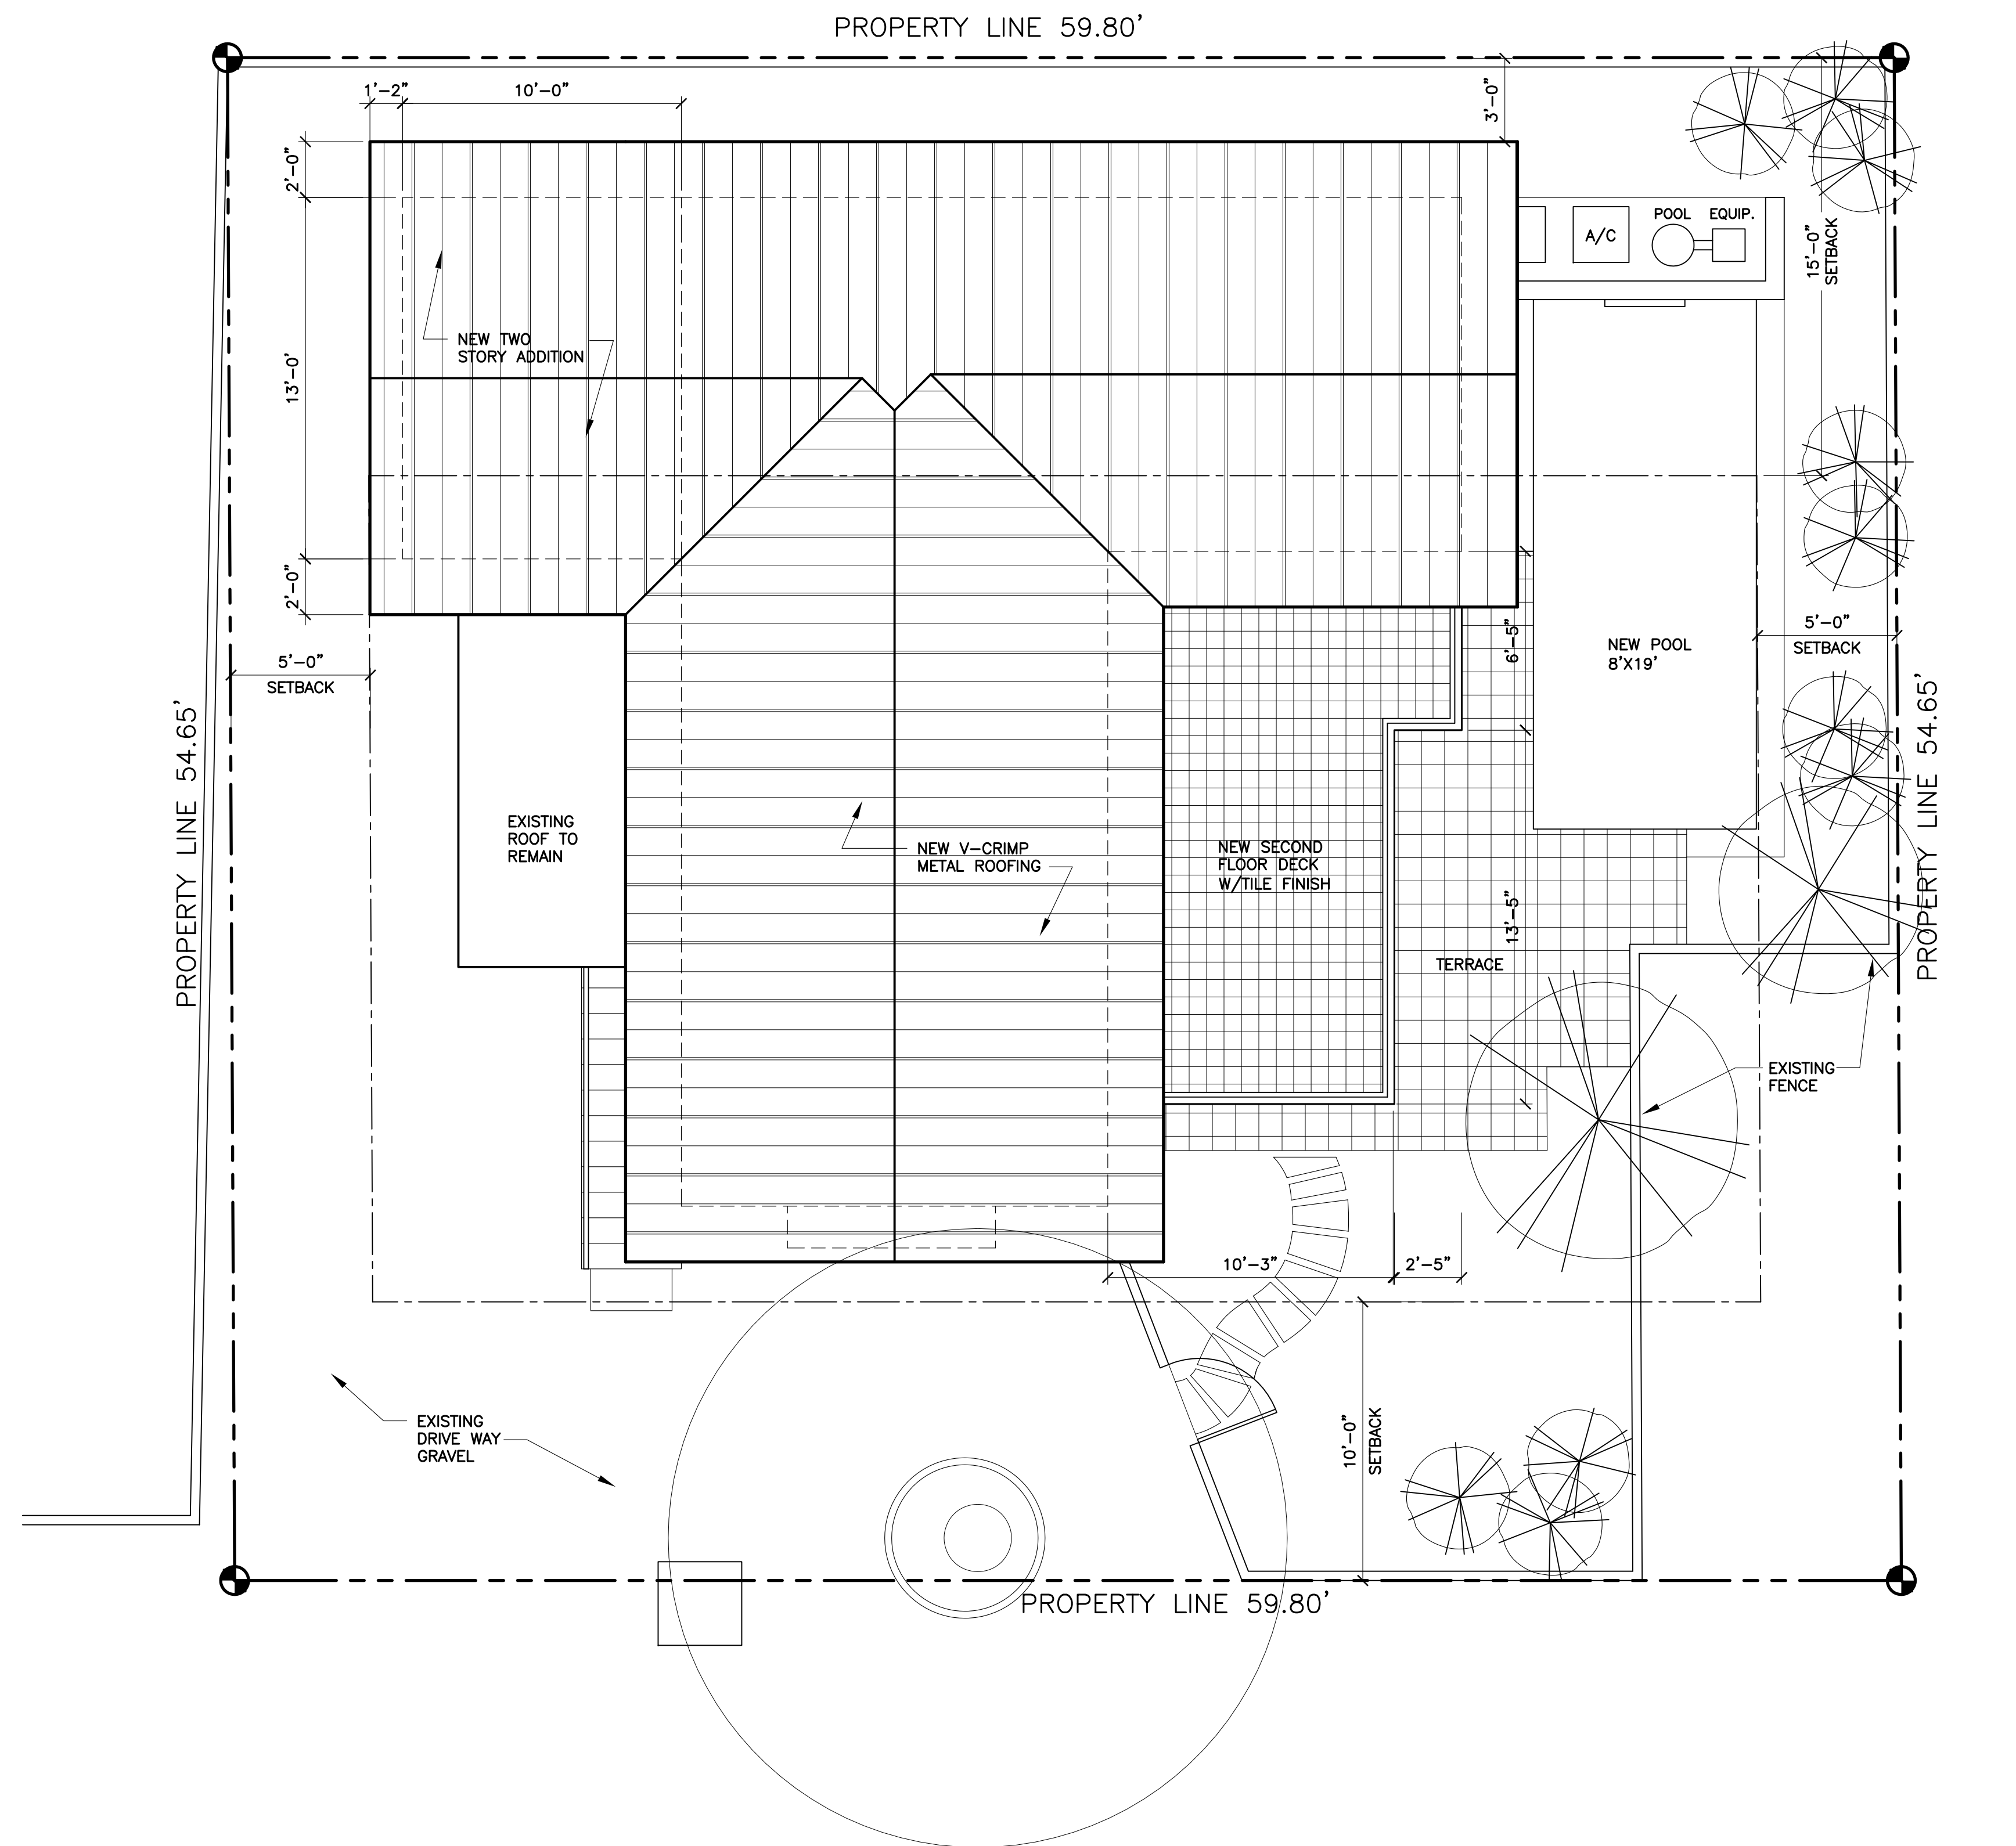 PROPERTY LINE 59.80'
1'-2"
10'-0"
3'-0"
2'-0"
POOL EQUIP.
A/C
15'-0"
SETBACK
NEW TWO
STORY ADDITION
13'-0'
2'-0"
5'-0"
SETBACK
6'-5"
NEW POOL
8'X19'
5'-0"
SETBACK
PROPERTY LINE 54.65'
PROPERTY LINE 54.65'
EXISTING
ROOF TO
REMAIN
NEW V-CRIMP
METAL ROOFING
NEW SECOND
FLOOR DECK
W/TILE FINISH
13'-5"
TERRACE
EXISTING
FENCE
10'-3"
2'-5"
10'-0"
SETBACK
EXISTING
DRIVE WAY
GRAVEL
PROPERTY LINE 59.80'